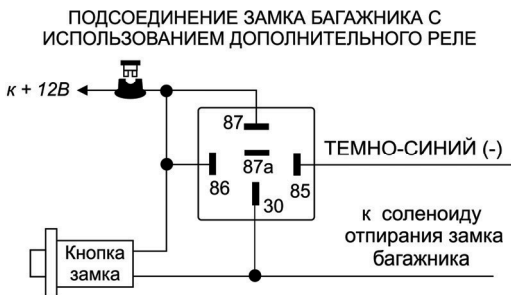 ПОДСОЕДИНЕНИЕ ЗАМКА БАГАЖНИКА С
ИСПОЛЬЗОВАНИЕМ ДОПОЛНИТЕЛЬНОГО РЕЛЕ
к + 12В
87
87а
86
85
30
ТЕМНО-СИНИЙ (-)
к соленоиду
отпирания замка
багажника
Кнопка
замка